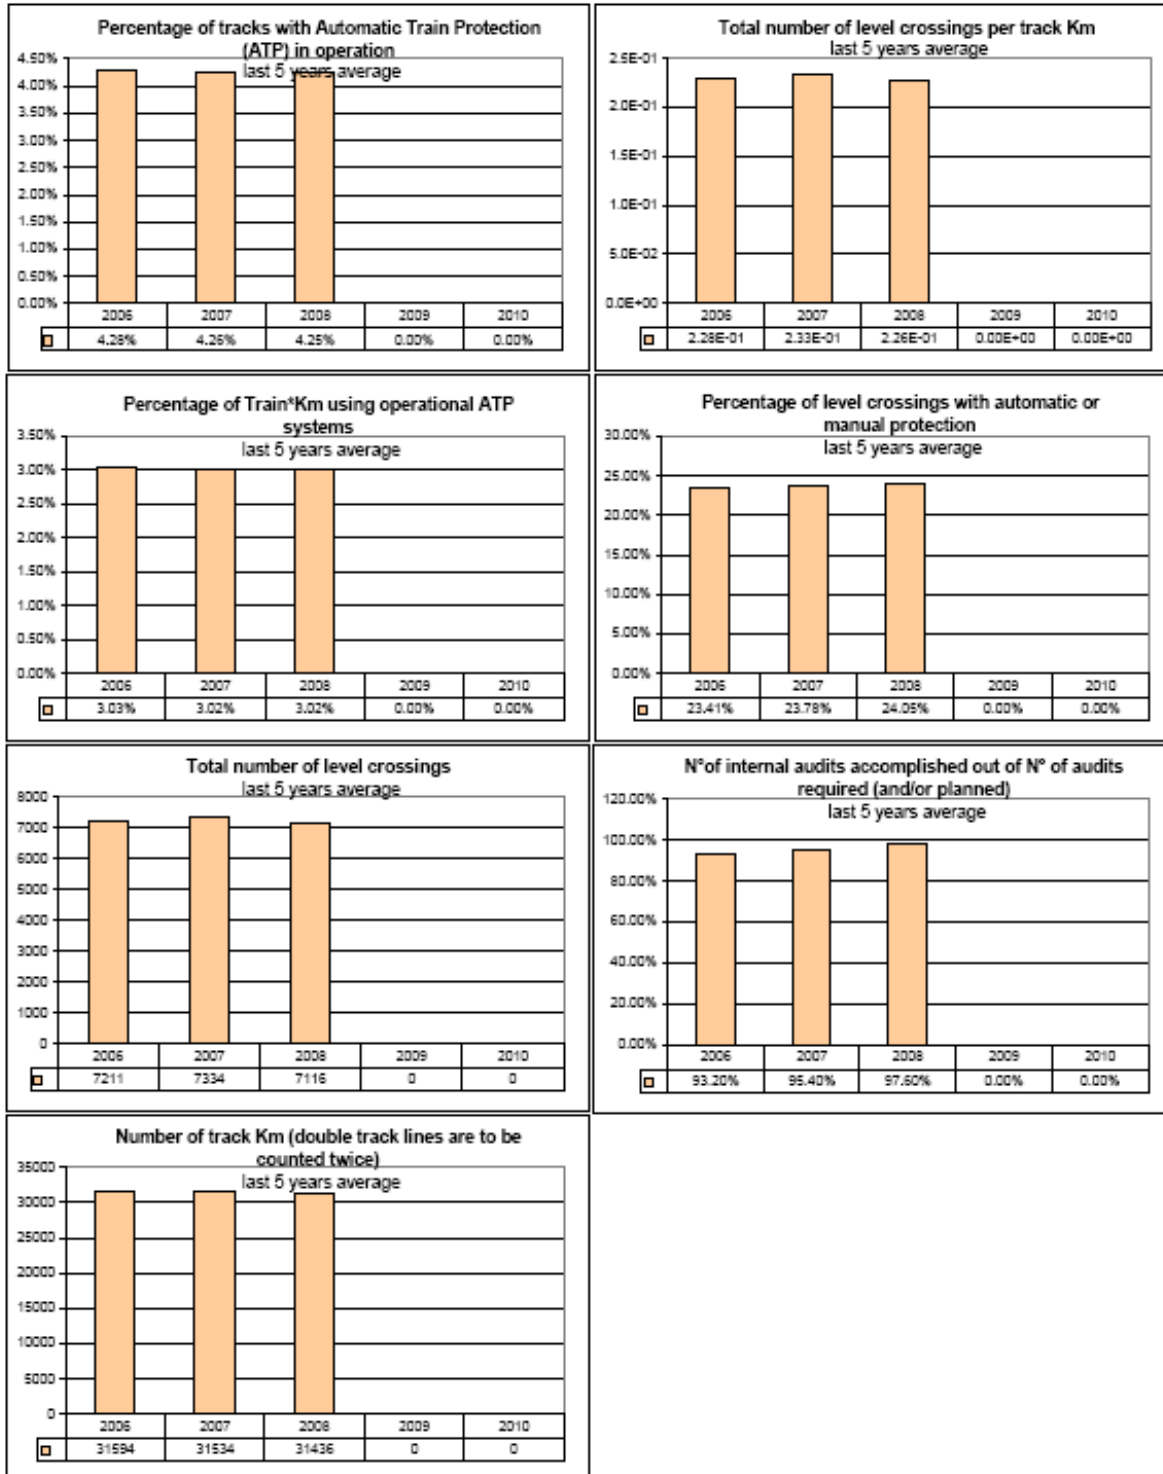 Percentage of tracks with Automatic Train Protection
(ATP) in operation
last 5 years average
4.50%
4.00%
3.50%
3.00%
2.50%
2.00%
1.50%
1.00%
0.50%
0.00%
2006 2007 2008 2009 2010
4.28% 4.26% 4.25% 0.00% 0.00%
Total number of level crossings per track Km
last 5 years average
2.5E-01
2.0E-01
1.5E-01
1.0E-01
5.0E-02
0.0E+00
2006 2007 2008 2009 2010
2.28E-01 2.33E-01 2.26E-01 0.00E+00 0.00E+00
Percentage of Train*Km using operational ATP
systems
last 5 years average
3.50%
3.00%
2.50%
2.00%
1.50%
1.00%
0.50%
0.00%
2006 2007 2008 2009 2010
3.03% 3.02% 3.02% 0.00% 0.00%
Percentage of level crossings with automatic or
manual protection
last 5 years average
30.00%
25.00%
20.00%
15.00%
10.00%
5.00%
0.00%
2006 2007 2008 2009 2010
23.41% 23.78% 24.05% 0.00% 0.00%
Total number of level crossings
last 5 years average
8000
7000
6000
5000
4000
3000
2000
1000
0
2006 2007 2008 2009 2010
7211 7334 7116 0 0
N°of internal audits accomplished out of N° of audits
required (and/or planned)
last 5 years average
120.00%
100.00%
80.00%
60.00%
40.00%
20.00%
0.00%
2006 2007 2008 2009 2010
93.20% 95.40% 97.60% 0.00% 0.00%
Number of track Km (double track lines are to be
counted twice)
last 5 years average
35000
30000
25000
20000
15000
10000
5000
0
2006 2007 2008 2009 2010
31594 31534 31436 0 0